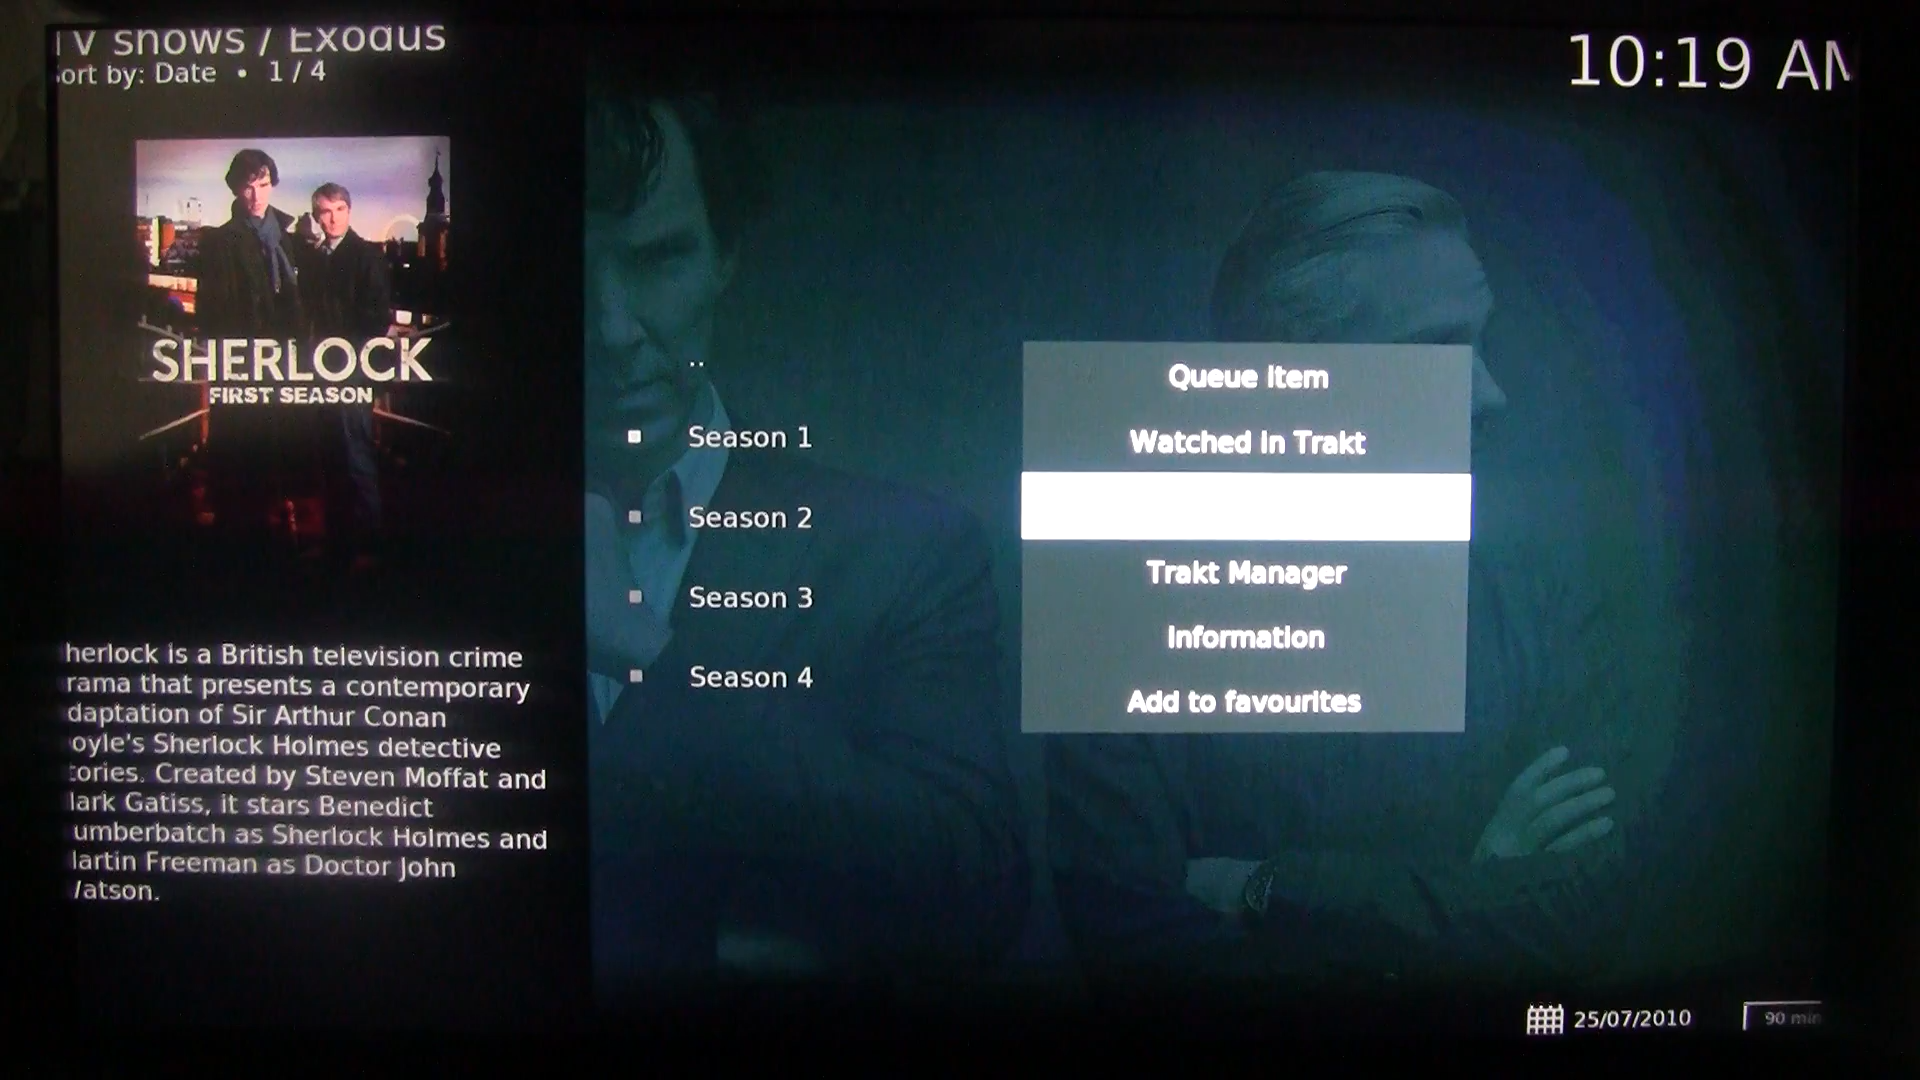 TV shows / Exodus
ort by: Date • 1 / 4
10:19 AM
SHERLOCK
FIRST SEASON
..
Season 1
Season 2
Season 3
Season 4
Queue item
Watched in Trakt
Trakt Manager
Information
Add to favourites
herlock is a British television crime
rama that presents a contemporary
daptation of Sir Arthur Conan
oyle's Sherlock Holmes detective
tories. Created by Steven Moffat and
lark Gatiss, it stars Benedict
umberbatch as Sherlock Holmes and
lartin Freeman as Doctor John
/atson.
25/07/2010
90 min